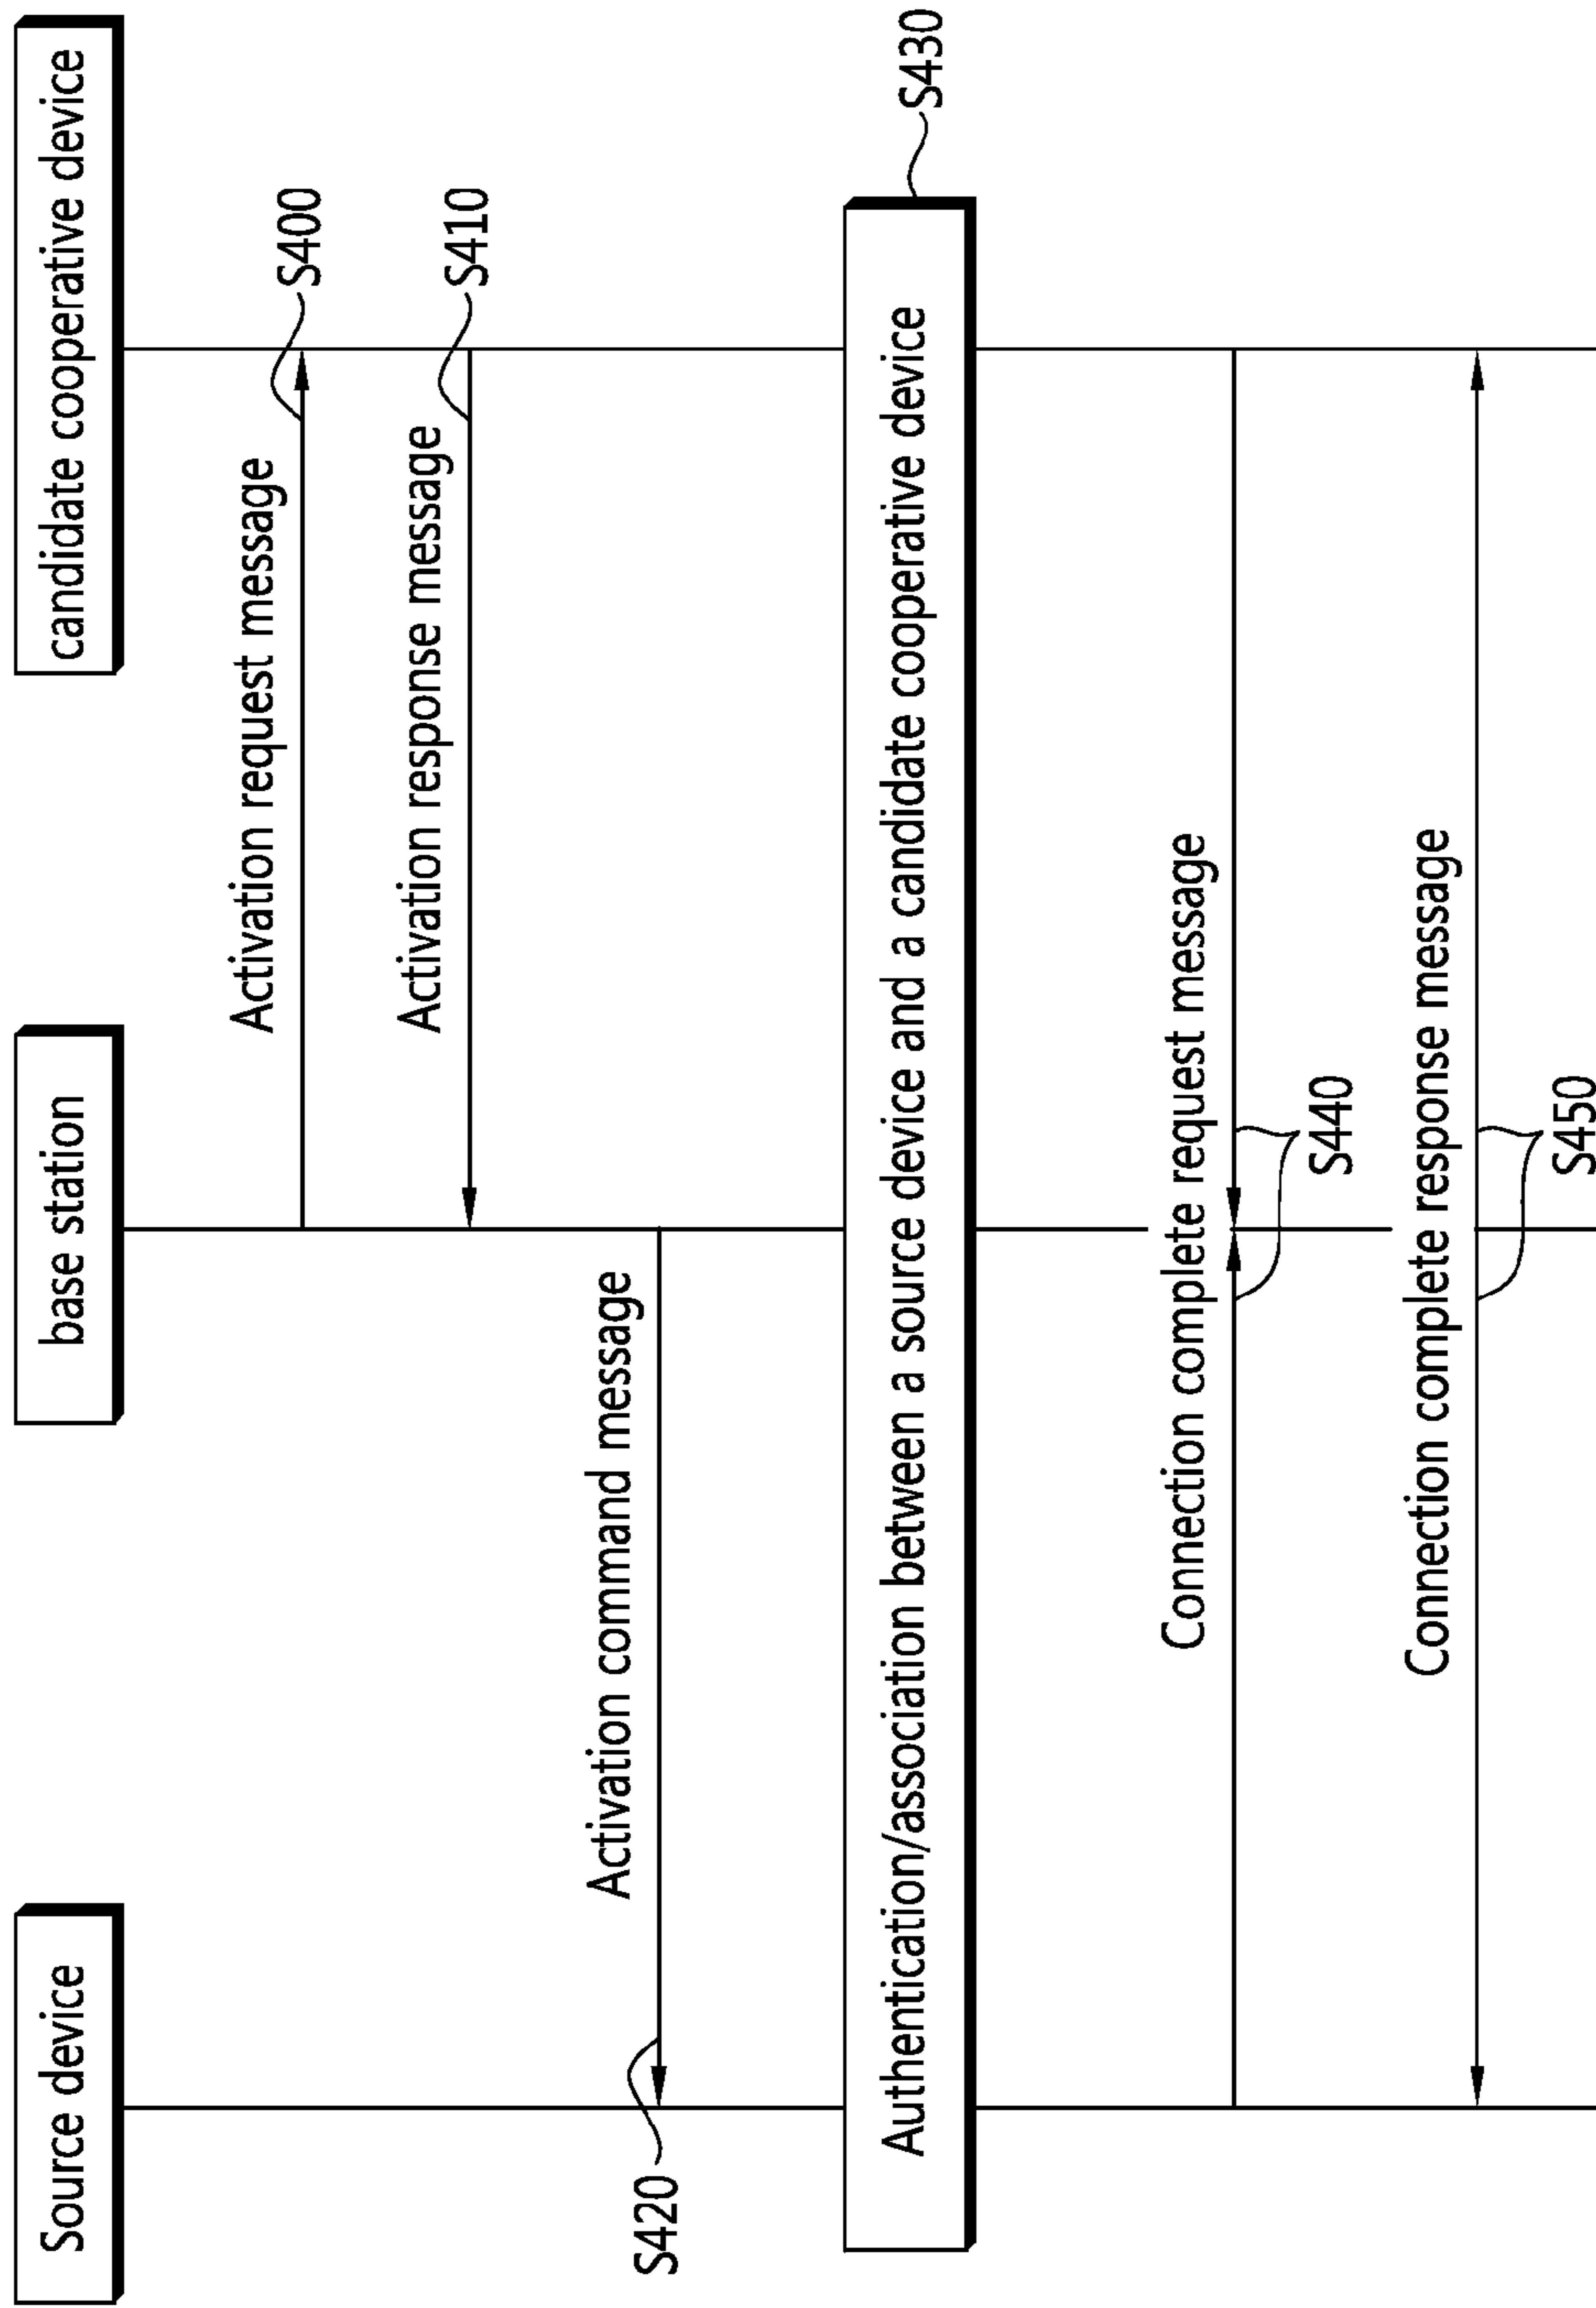 Source device
base station
candidate cooperative device
Activation request message
S400
Activation response message
S410
Activation command message
S420
Authentication/association between a source device and a candidate cooperative device
S430
Connection complete request message
S440
Connection complete response message
S450